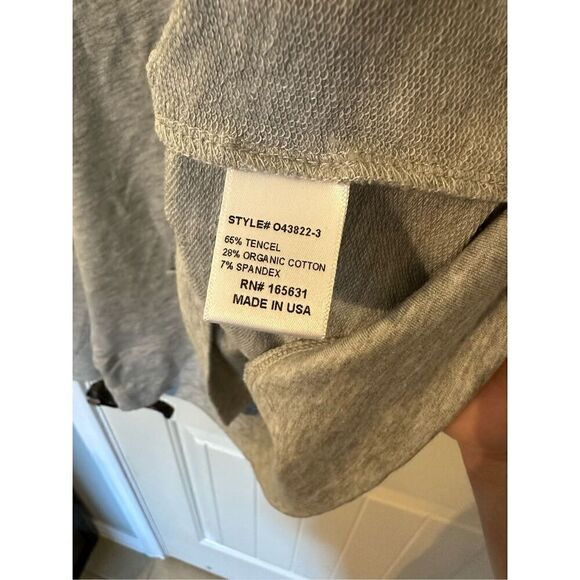 STYLE# O43822-3
65% TENCEL
28% ORGANIC COTTON
7% SPANDEX
RN# 165631
MADE IN USA